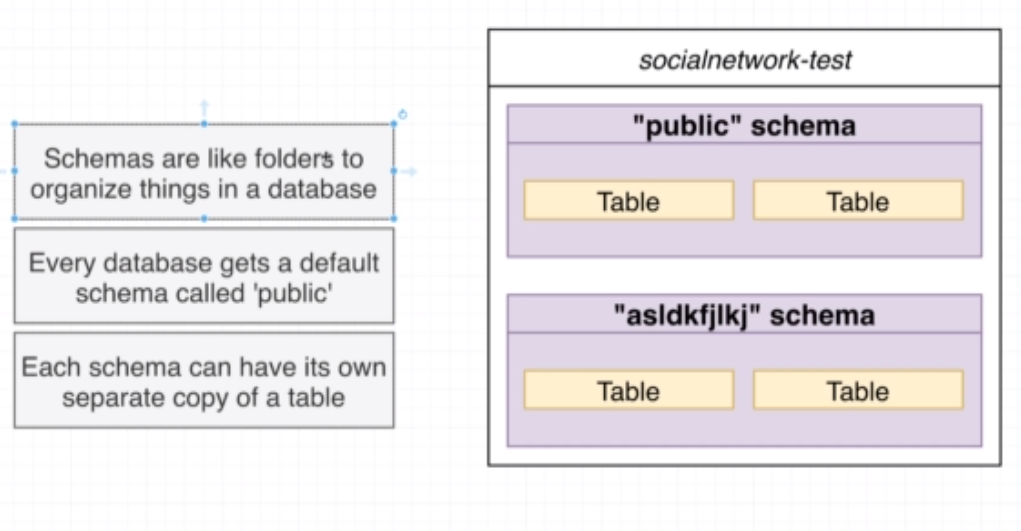 Schemas are like folders to
organize things in a database
Every database gets a default
schema called 'public'
Each schema can have its own
separate copy of a table
socialnetwork-test
"public" schema
Table Table
"asldkfjlkj" schema
Table Table